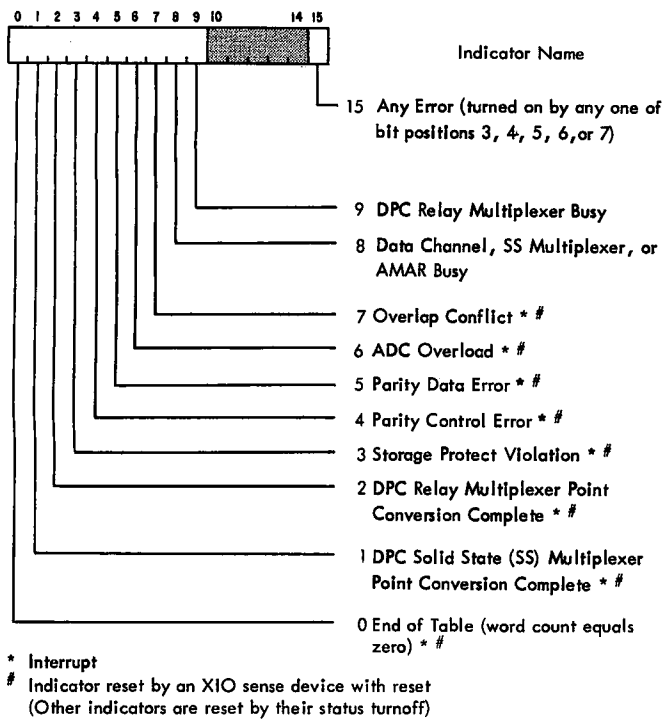 0 1 2 3 4 5 6 7 8 9 10 14 15
Indicator Name
15 Any Error (turned on by any one of
bit positions 3, 4, 5, 6, or 7)
9 DPC Relay Multiplexer Busy
8 Data Channel, SS Multiplexer, or
AMAR Busy
7 Overlap Conflict * #
6 ADC Overload * #
5 Parity Data Error * #
4 Parity Control Error * #
3 Storage Protect Violation * #
2 DPC Relay Multiplexer Point
Conversion Complete * #
1 DPC Solid State (SS) Multiplexer
Point Conversion Complete * #
0 End of Table (word count equals
zero) * #
* Interrupt
# Indicator reset by an XIO sense device with reset
(Other indicators are reset by their status turnoff)